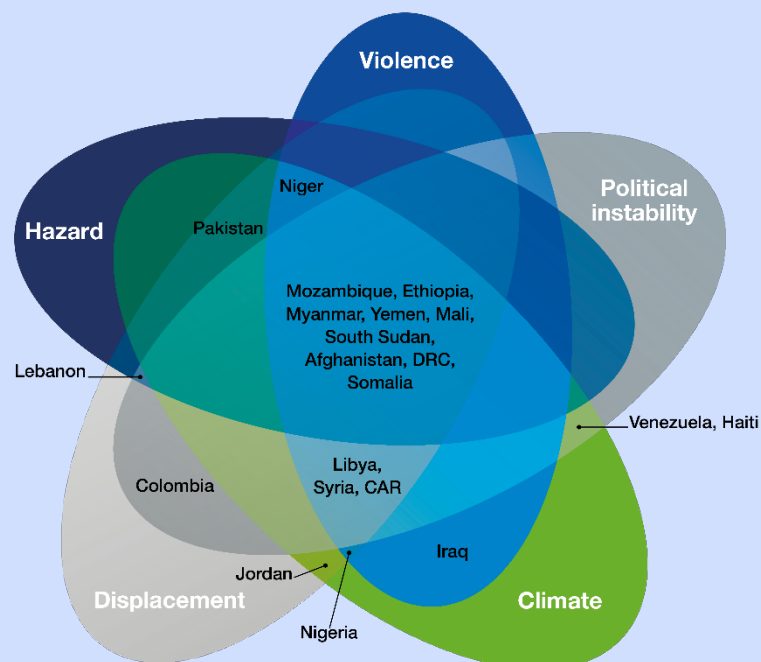 Violence
Political
instability
Niger
Hazard
Pakistan
Mozambique, Ethiopia,
Myanmar, Yemen, Mali,
South Sudan,
Afghanistan, DRC,
Somalia
Lebanon
Venezuela, Haiti
Libya,
Syria, CAR
Colombia
Iraq
Jordan
Displacement
Climate
Nigeria